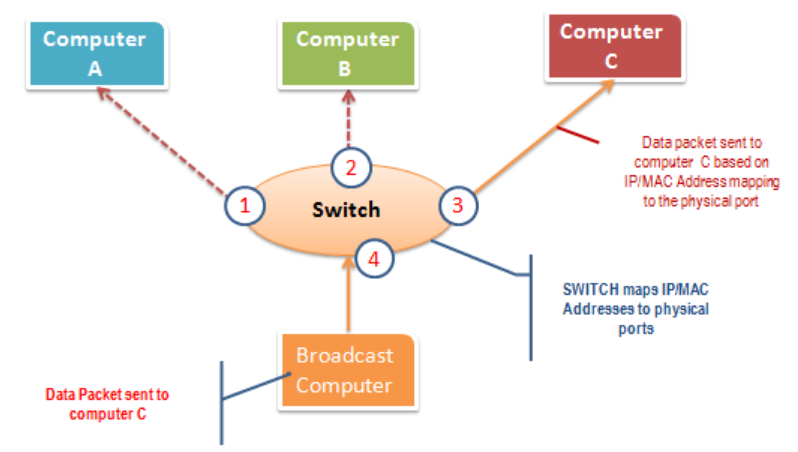 Computer
A
Computer
B
Computer
C
Data packet sent to
computer C based on
IP/MAC Address mapping
to the physical port
2
1
Switch
3
4
SWITCH maps IP/MAC
Addresses to physical
ports
Broadcast
Computer
Data Packet sent to
computer C